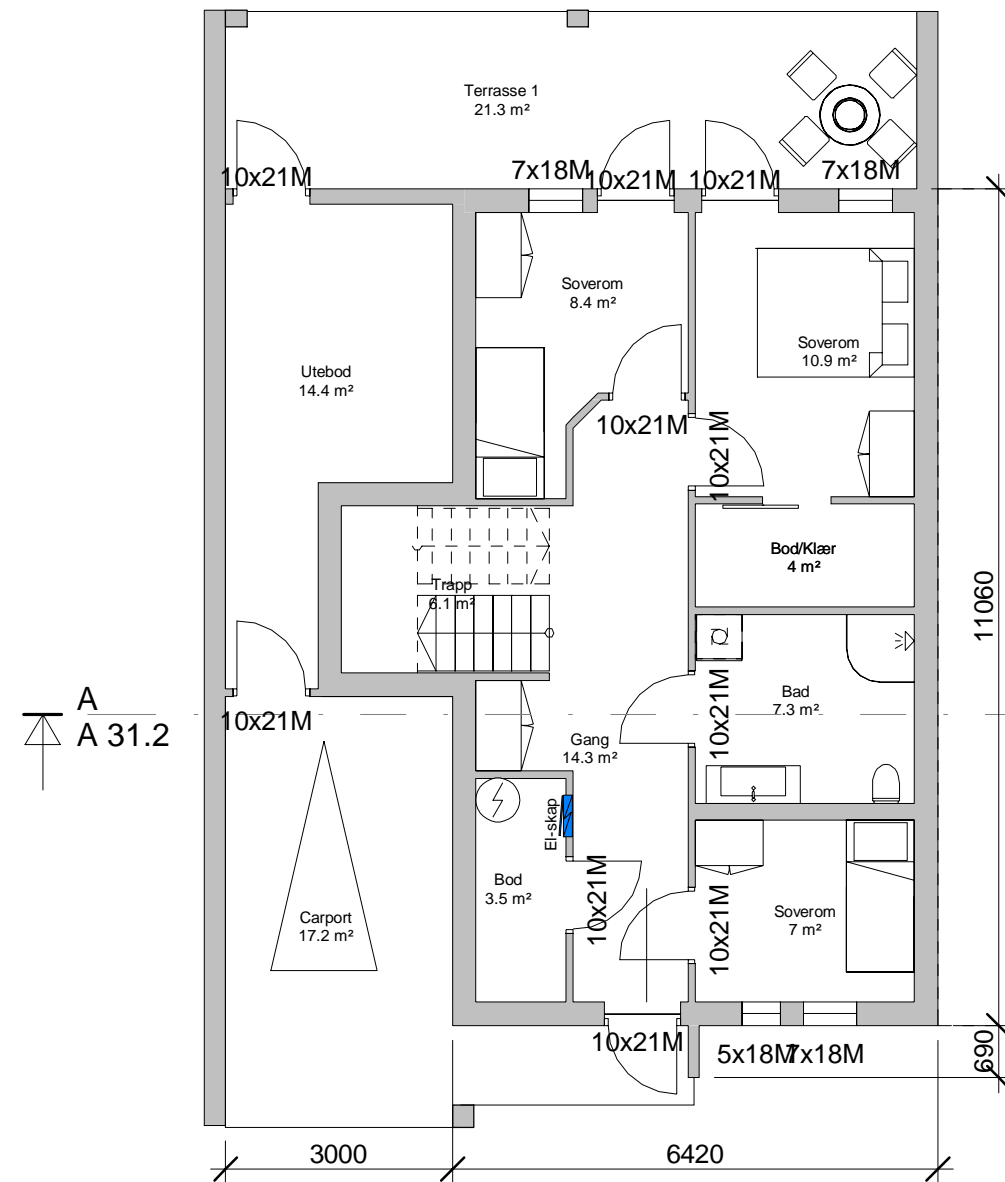 Terrasse 1
21.3 m²
10x21M
7x18M
10x21M
10x21M
7x18M
Soverom
8.4 m²
Soverom
10.9 m²
Utebod
14.4 m²
10x21M
10x21M
Bod/Klær
4 m²
Trapp
6.1 m²
11060
Bad
7.3 m²
10x21M
A
A 31.2
10x21M
Gang
14.3 m²
El-skap
Bod
3.5 m²
10x21M
Carport
17.2 m²
Soverom
7 m²
10x21M
10x21M
5x18M
7x18M
690
3000
6420